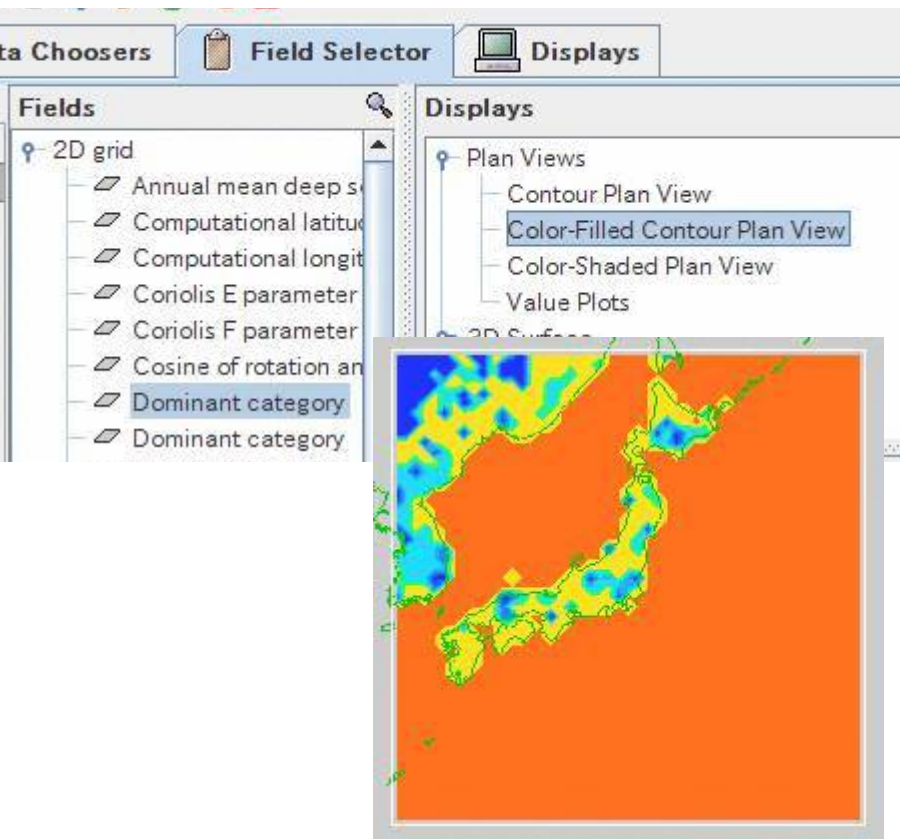 ta Choosers
Field Selector
Displays
Fields
2D grid
Annual mean deep s
Computational latitu
Computational longit
Coriolis E parameter
Coriolis F parameter
Cosine of rotation an
Dominant category
Dominant category
Displays
Plan Views
Contour Plan View
Color-Filled Contour Plan View
Color-Shaded Plan View
Value Plots
3D Surface